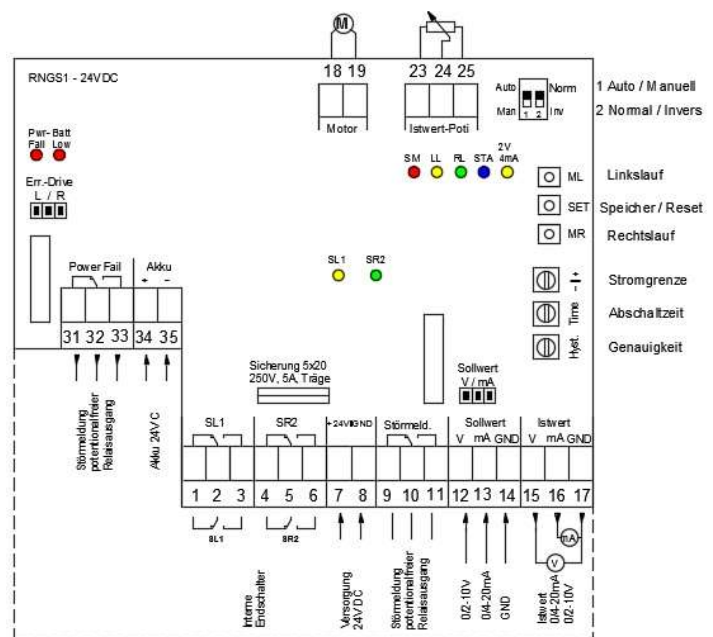 M
18 19
23 24 25
RNGS1 - 24VDC
Motor
Istwert-Poti
Auto Norm
Man 1 2 Inv
1 Auto / Manuell
2 Normal / Invers
Pwr- Batt
Fail Low
SM LL RL STA 2V
4mA
Err.-Drive
L / R
ML Linkslauf
SET Speicher / Reset
MR Rechtslauf
SL1 SR2
Power Fail Akku
+ -
+ - Stromgrenze
Time Abschaltzeit
Hyst. Genauigkeit
31 32 33 34 35
Sicherung 5x20
250V, 5A, Träge
Sollwert
V / mA
Störmeldung
potentionalfreier
Relaisausgang
Akku 24V C
SL1 SR2 +24V GND Störmeld. Sollwert Istwert
V mA GND V mA GND
1 2 3 4 5 6 7 8 9 10 11 12 13 14 15 16 17
SL1 SR2
mA
V
Interne
Endschalter
Versorgung
24V DC
Störmeldung
potentionalfreier
Relaisausgang
0/2-10V
0/4-20mA
GND
Istwert
0/4-20mA
0/2-10V